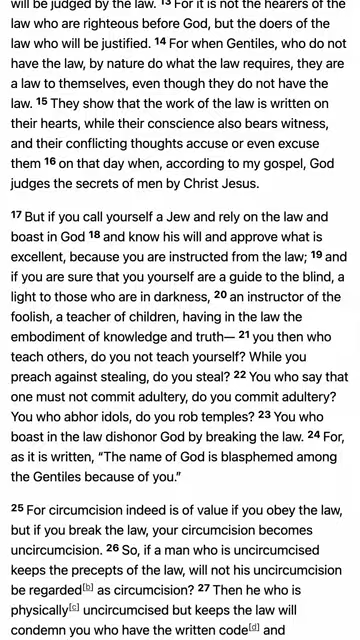 will be judged by the law. 13 For it is not the hearers of the
law who are righteous before God, but the doers of the
law who will be justified. 14 For when Gentiles, who do not
have the law, by nature do what the law requires, they are
a law to themselves, even though they do not have the
law. 15 They show that the work of the law is written on
their hearts, while their conscience also bears witness,
and their conflicting thoughts accuse or even excuse
them 16 on that day when, according to my gospel, God
judges the secrets of men by Christ Jesus.
17 But if you call yourself a Jew and rely on the law and
boast in God 18 and know his will and approve what is
excellent, because you are instructed from the law; 19 and
if you are sure that you yourself are a guide to the blind, a
light to those who are in darkness, 20 an instructor of the
foolish, a teacher of children, having in the law the
embodiment of knowledge and truth— 21 you then who
teach others, do you not teach yourself? While you
preach against stealing, do you steal? 22 You who say that
one must not commit adultery, do you commit adultery?
You who abhor idols, do you rob temples? 23 You who
boast in the law dishonor God by breaking the law. 24 For,
as it is written, “The name of God is blasphemed among
the Gentiles because of you.”
25 For circumcision indeed is of value if you obey the law,
but if you break the law, your circumcision becomes
uncircumcision. 26 So, if a man who is uncircumcised
keeps the precepts of the law, will not his uncircumcision
be regarded[b] as circumcision? 27 Then he who is
physically[c] uncircumcised but keeps the law will
condemn you who have the written code[d] and